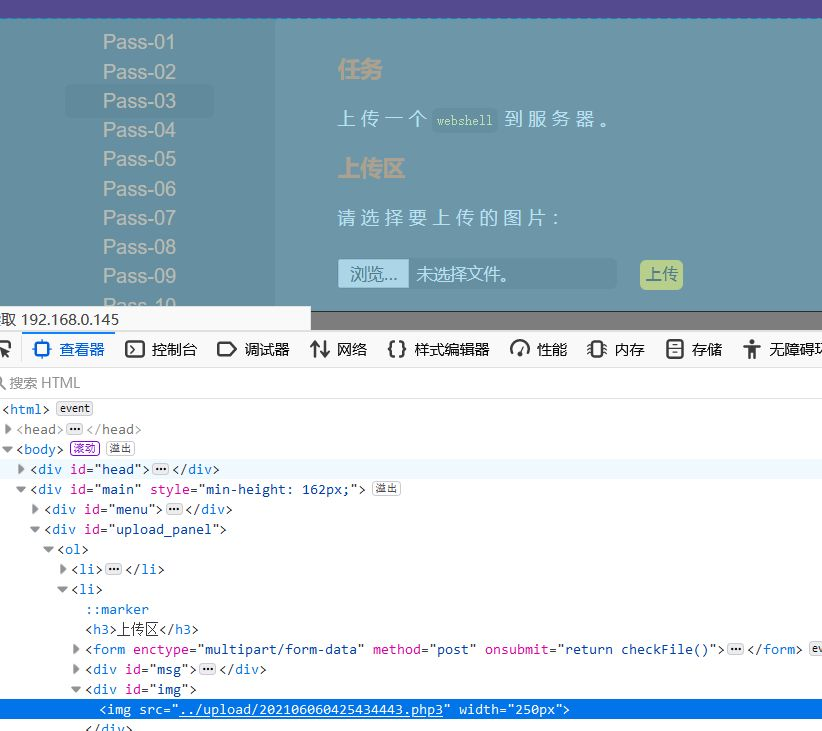 Pass-01
Pass-02
Pass-03
Pass-04
Pass-05
Pass-06
Pass-07
Pass-08
Pass-09
Pass-10
任务
上传一个 webshell 到服务器。
上传区
请选择要上传的图片：
浏览... 未选择文件。 上传
取 192.168.0.145
查看器 控制台 调试器 网络 样式编辑器 性能 内存 存储 无障碍环
搜索 HTML
<html> event
<head> ··· </head>
<body> 滚动 溢出
<div id="head"> ··· </div>
<div id="main" style="min-height: 162px;"> 溢出
<div id="menu"> ··· </div>
<div id="upload_panel">
<ol>
<li> ··· </li>
<li>
::marker
<h3>上传区</h3>
<form enctype="multipart/form-data" method="post" onsubmit="return checkFile()"> ··· </form> ev
<div id="msg"> ··· </div>
<div id="img">
<img src="../upload/202106060425434443.php3" width="250px">
</div>